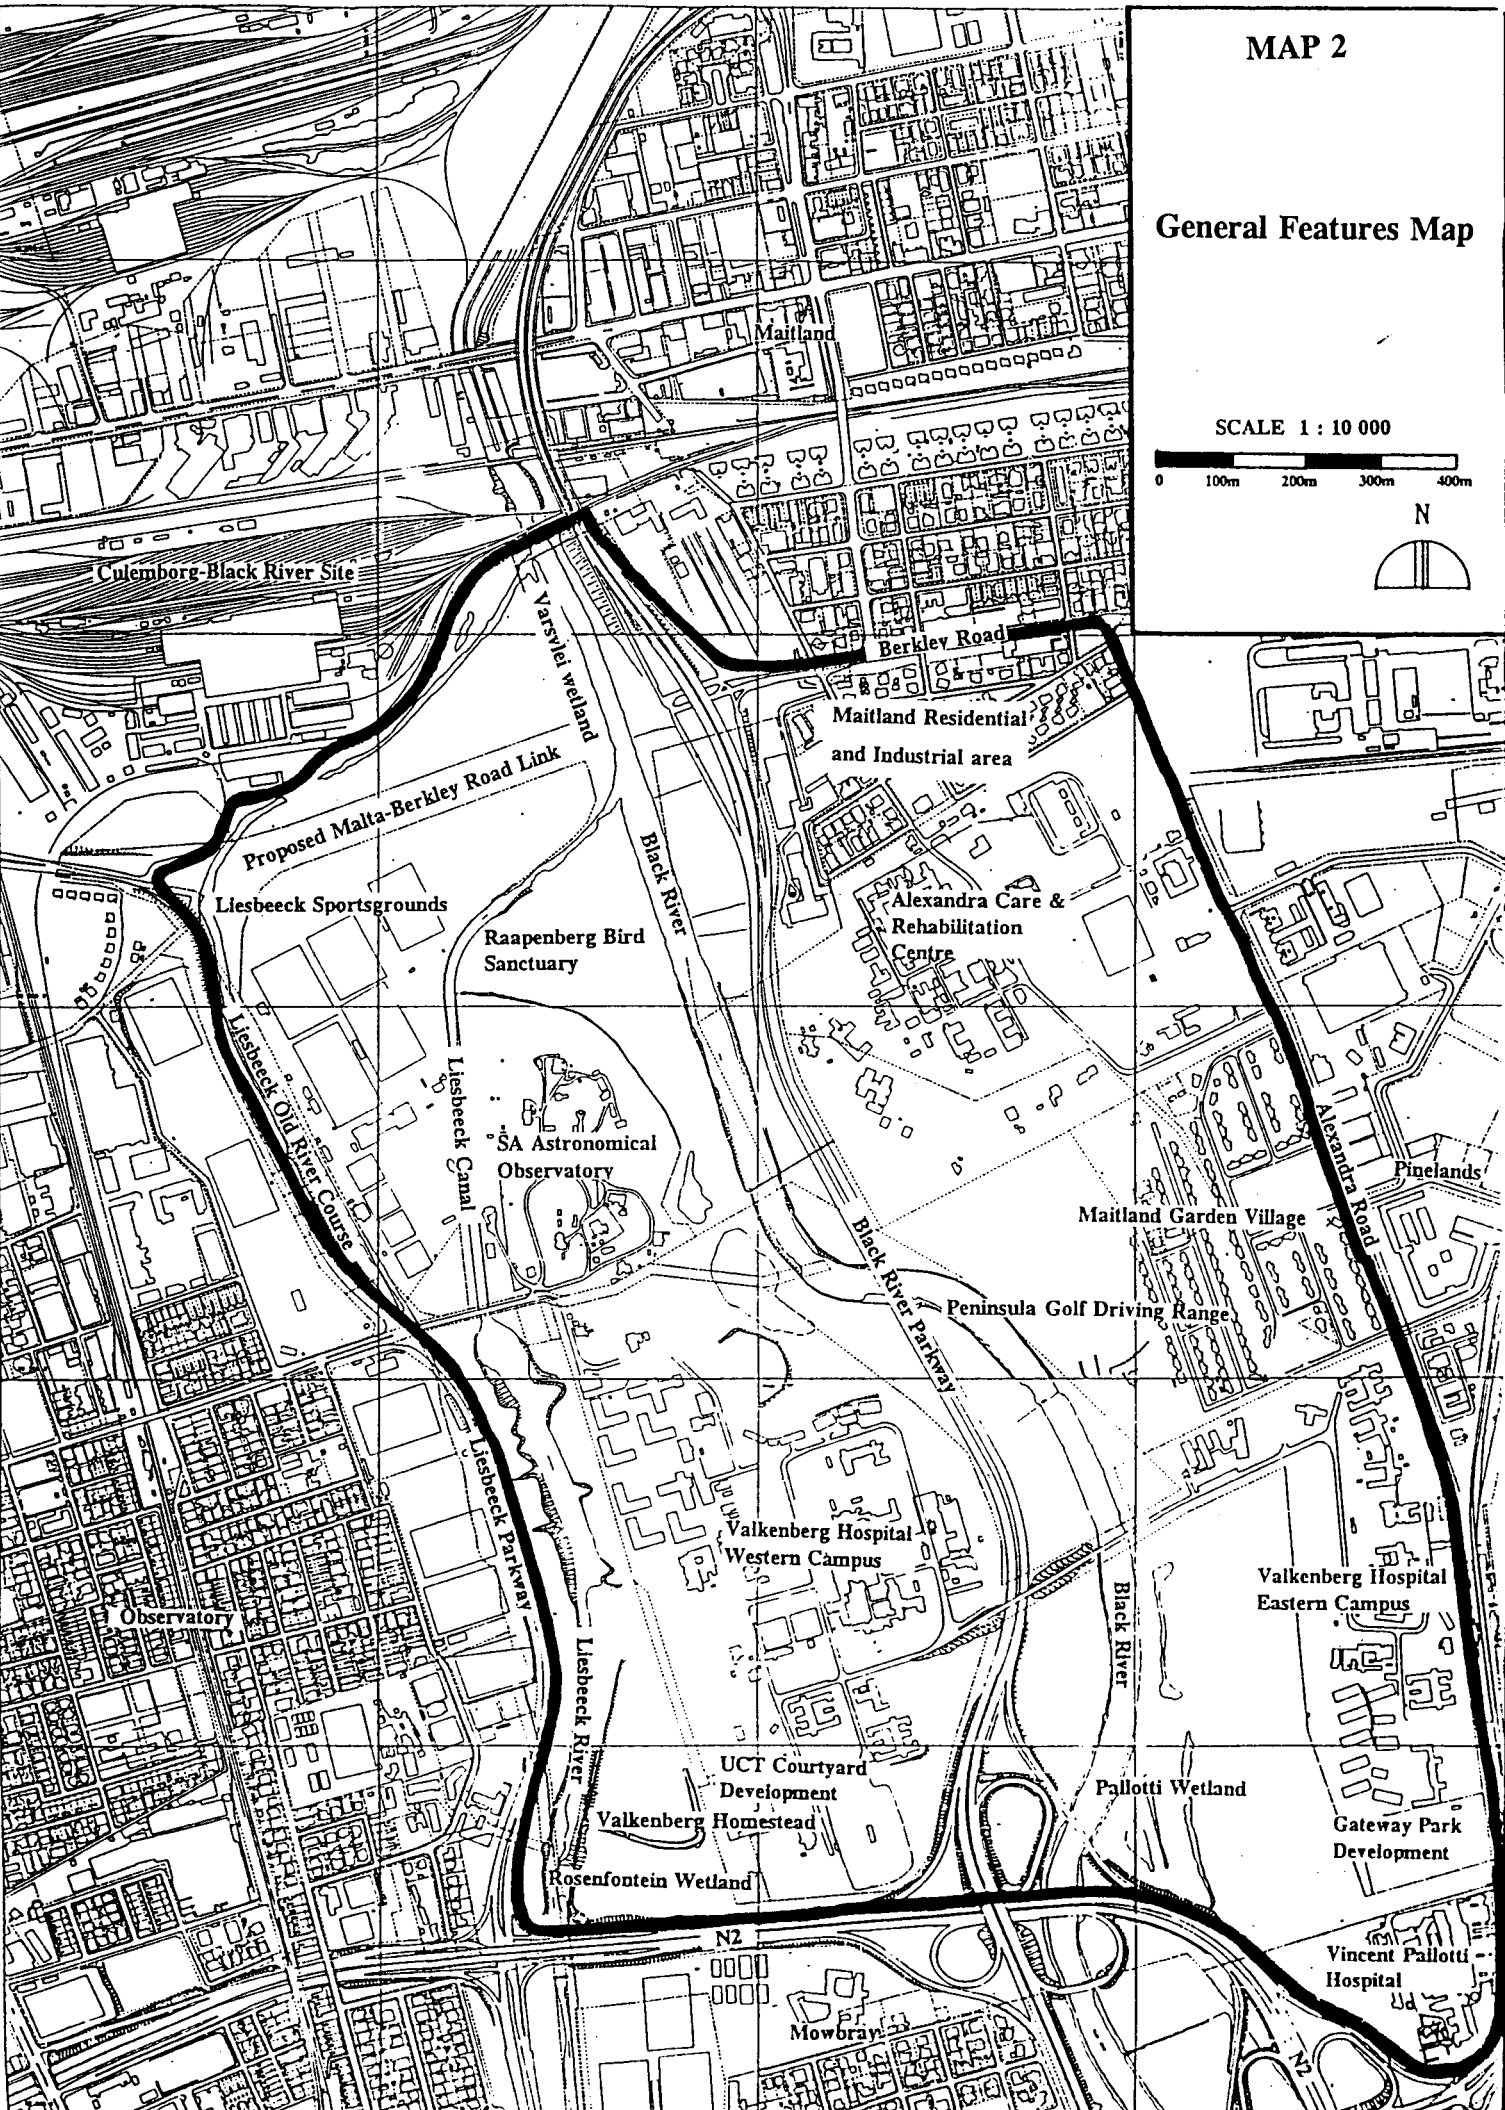 MAP 2
General Features Map
SCALE 1 : 10 000
0 100m 200m 300m 400m
N
Maitland
Culemborg-Black River Site
Varsvlei wetland
Berkley Road
Maitland Residential
and Industrial area
Proposed Malta-Berkley Road Link
Black River
Liesbeeck Sportsgrounds
Alexandra Care &
Rehabilitation
Centre
Raapenberg Bird
Sanctuary
Liesbeeck Old River Course
Liesbeeck Canal
SA Astronomical
Observatory
Alexandra Road
Pinelands
Maitland Garden Village
Black River Parkway
Peninsula Golf Driving Range
Liesbeeck Parkway
Valkenberg Hospital
Western Campus
Valkenberg Hospital
Eastern Campus
Black River
Observatory
Liesbeeck River
UCT Courtyard
Development
Pallotti Wetland
Valkenberg Homestead
Gateway Park
Development
Rosenfontein Wetland
N2
Vincent Pallotti
Hospital
Mowbray
N2